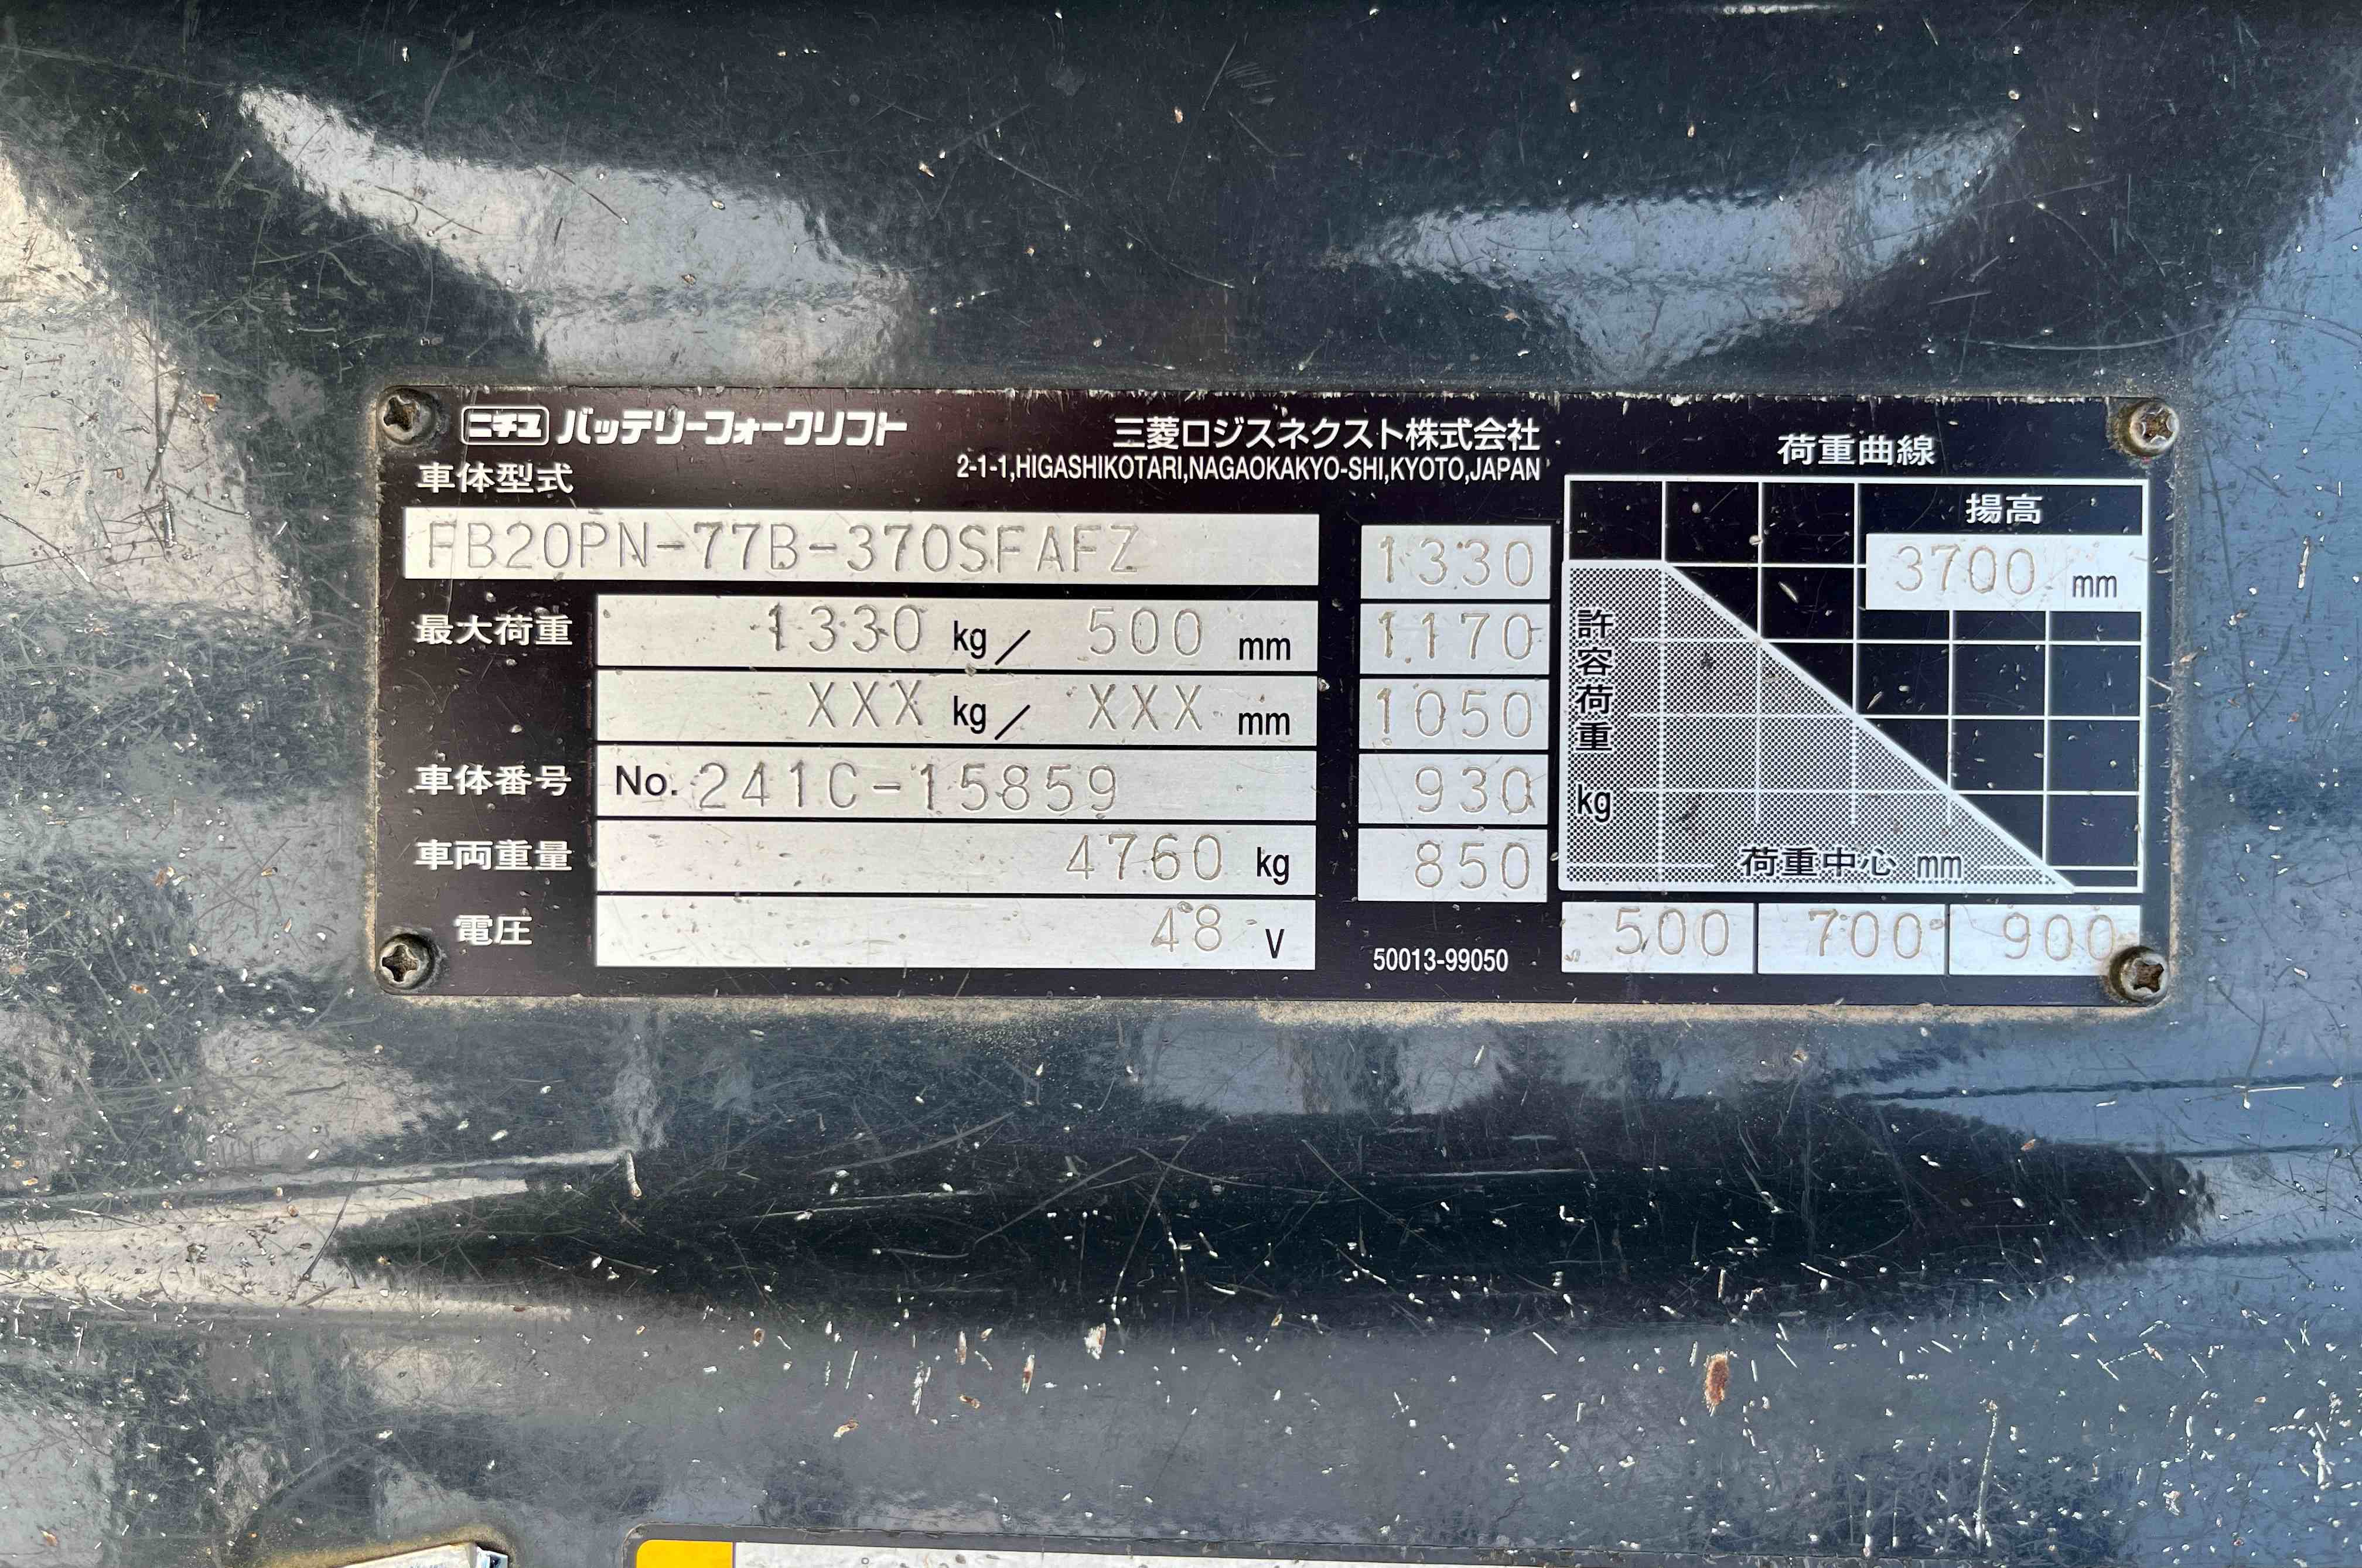 ニチユ バッテリーフォークリフト
三菱ロジスネクスト株式会社
2-1-1,HIGASHIKOTARI,NAGAOKAKYO-SHI,KYOTO,JAPAN
車体型式
FB20PN-77B-370SFAFZ
最大荷重 1330 kg／ 500 mm
XXX kg／ XXX mm
車体番号 No. 241C-15859
車両重量 4760 kg
電圧 48 V
1330
1170
1050
930
850
50013-99050
荷重曲線
揚高
3700 mm
許容荷重 kg
荷重中心 mm
500 700 900